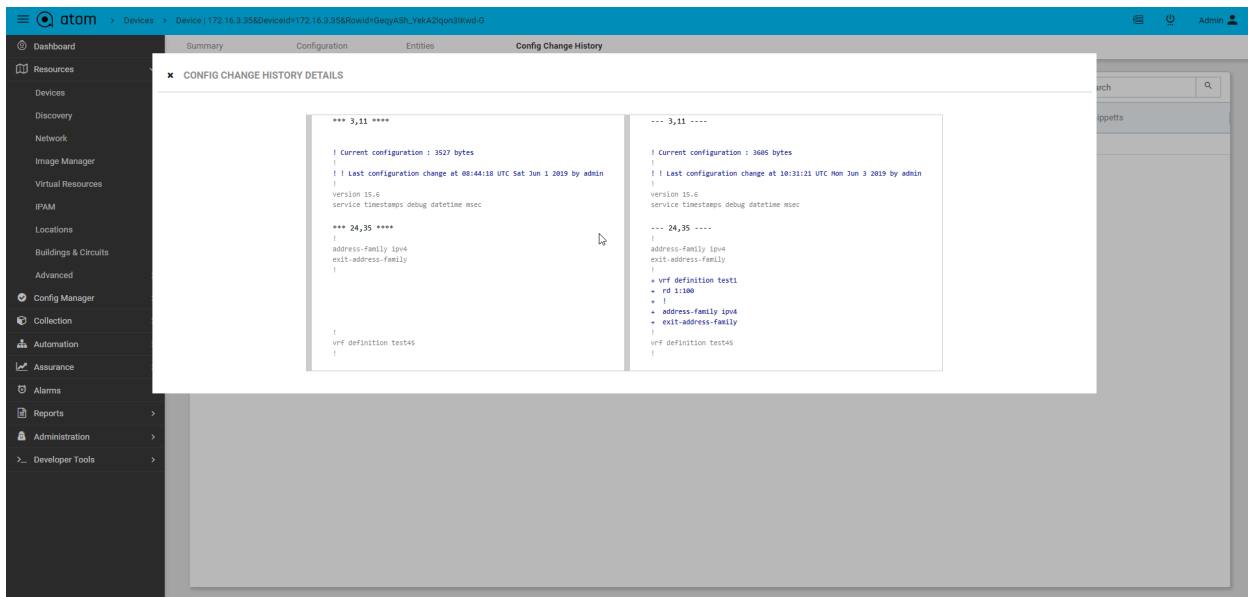 atom > Devices > Device | 172.16.3.35&Deviceid=172.16.3.35&Rowid=GeqyASh_YekA2Iqon3IKwd-G Admin
Dashboard
Resources
Devices
Discovery
Network
Image Manager
Virtual Resources
IPAM
Locations
Buildings & Circuits
Advanced
Config Manager
Collection
Automation
Assurance
Alarms
Reports >
Administration >
>_ Developer Tools >
Summary Configuration Entities Config Change History
arch
ippetts
× CONFIG CHANGE HISTORY DETAILS
*** 3,11 ****
! Current configuration : 3527 bytes
!
! ! Last configuration change at 08:44:18 UTC Sat Jun 1 2019 by admin
!
version 15.6
service timestamps debug datetime msec
*** 24,35 ****
!
address-family ipv4
exit-address-family
!
!
vrf definition test45
!
--- 3,11 ----
! Current configuration : 3605 bytes
!
! ! Last configuration change at 10:31:21 UTC Mon Jun 3 2019 by admin
!
version 15.6
service timestamps debug datetime msec
--- 24,35 ----
!
address-family ipv4
exit-address-family
!
+ vrf definition test1
+ rd 1:100
+ !
+ address-family ipv4
+ exit-address-family
!
vrf definition test45
!